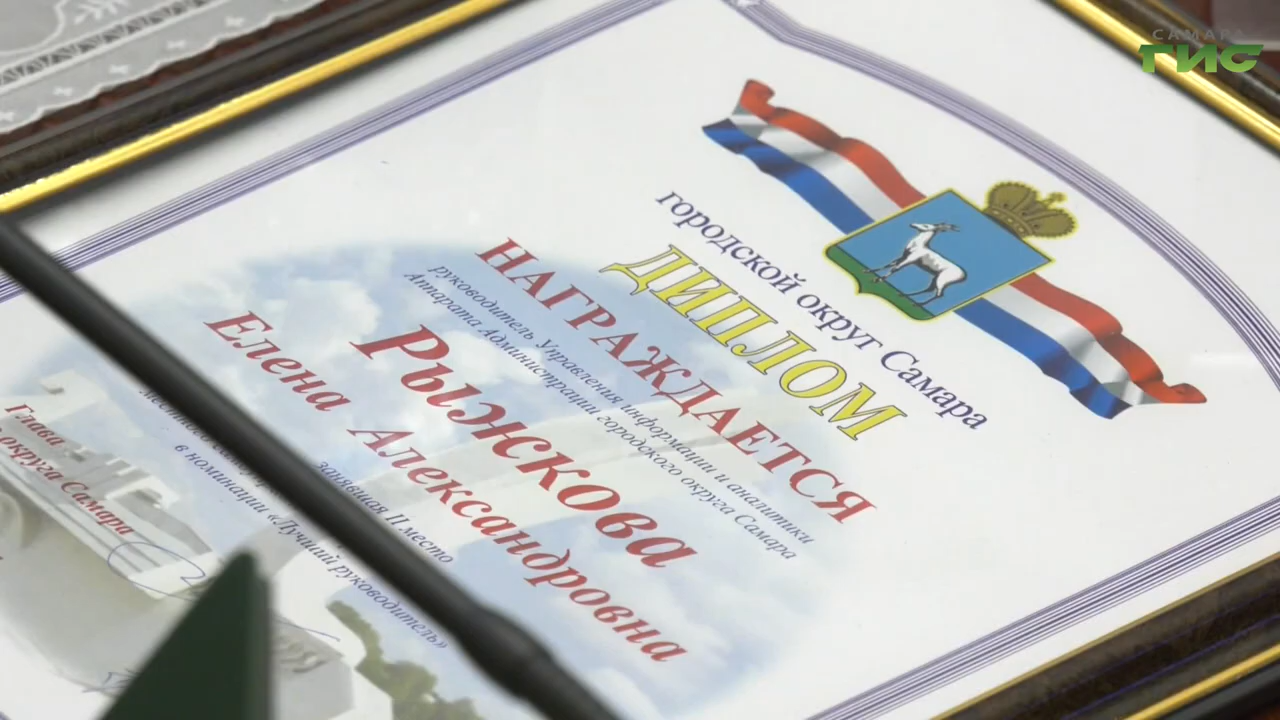 САМАРА
ГИС
городской округ Самара
ДИПЛОМ
НАГРАЖДАЕТСЯ
руководитель Управления информации и аналитики
Аппарата Администрации городского округа Самара
Рыжкова
Елена Александровна
занявшая II место
в номинации «Лучший руководитель»
Глава
округа Самара